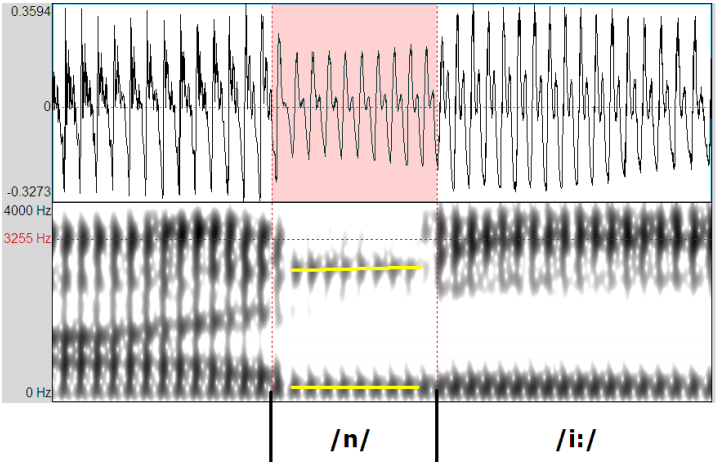 0.3594
0
-0.3273
4000 Hz
3255 Hz
0 Hz
/n/ /i:/